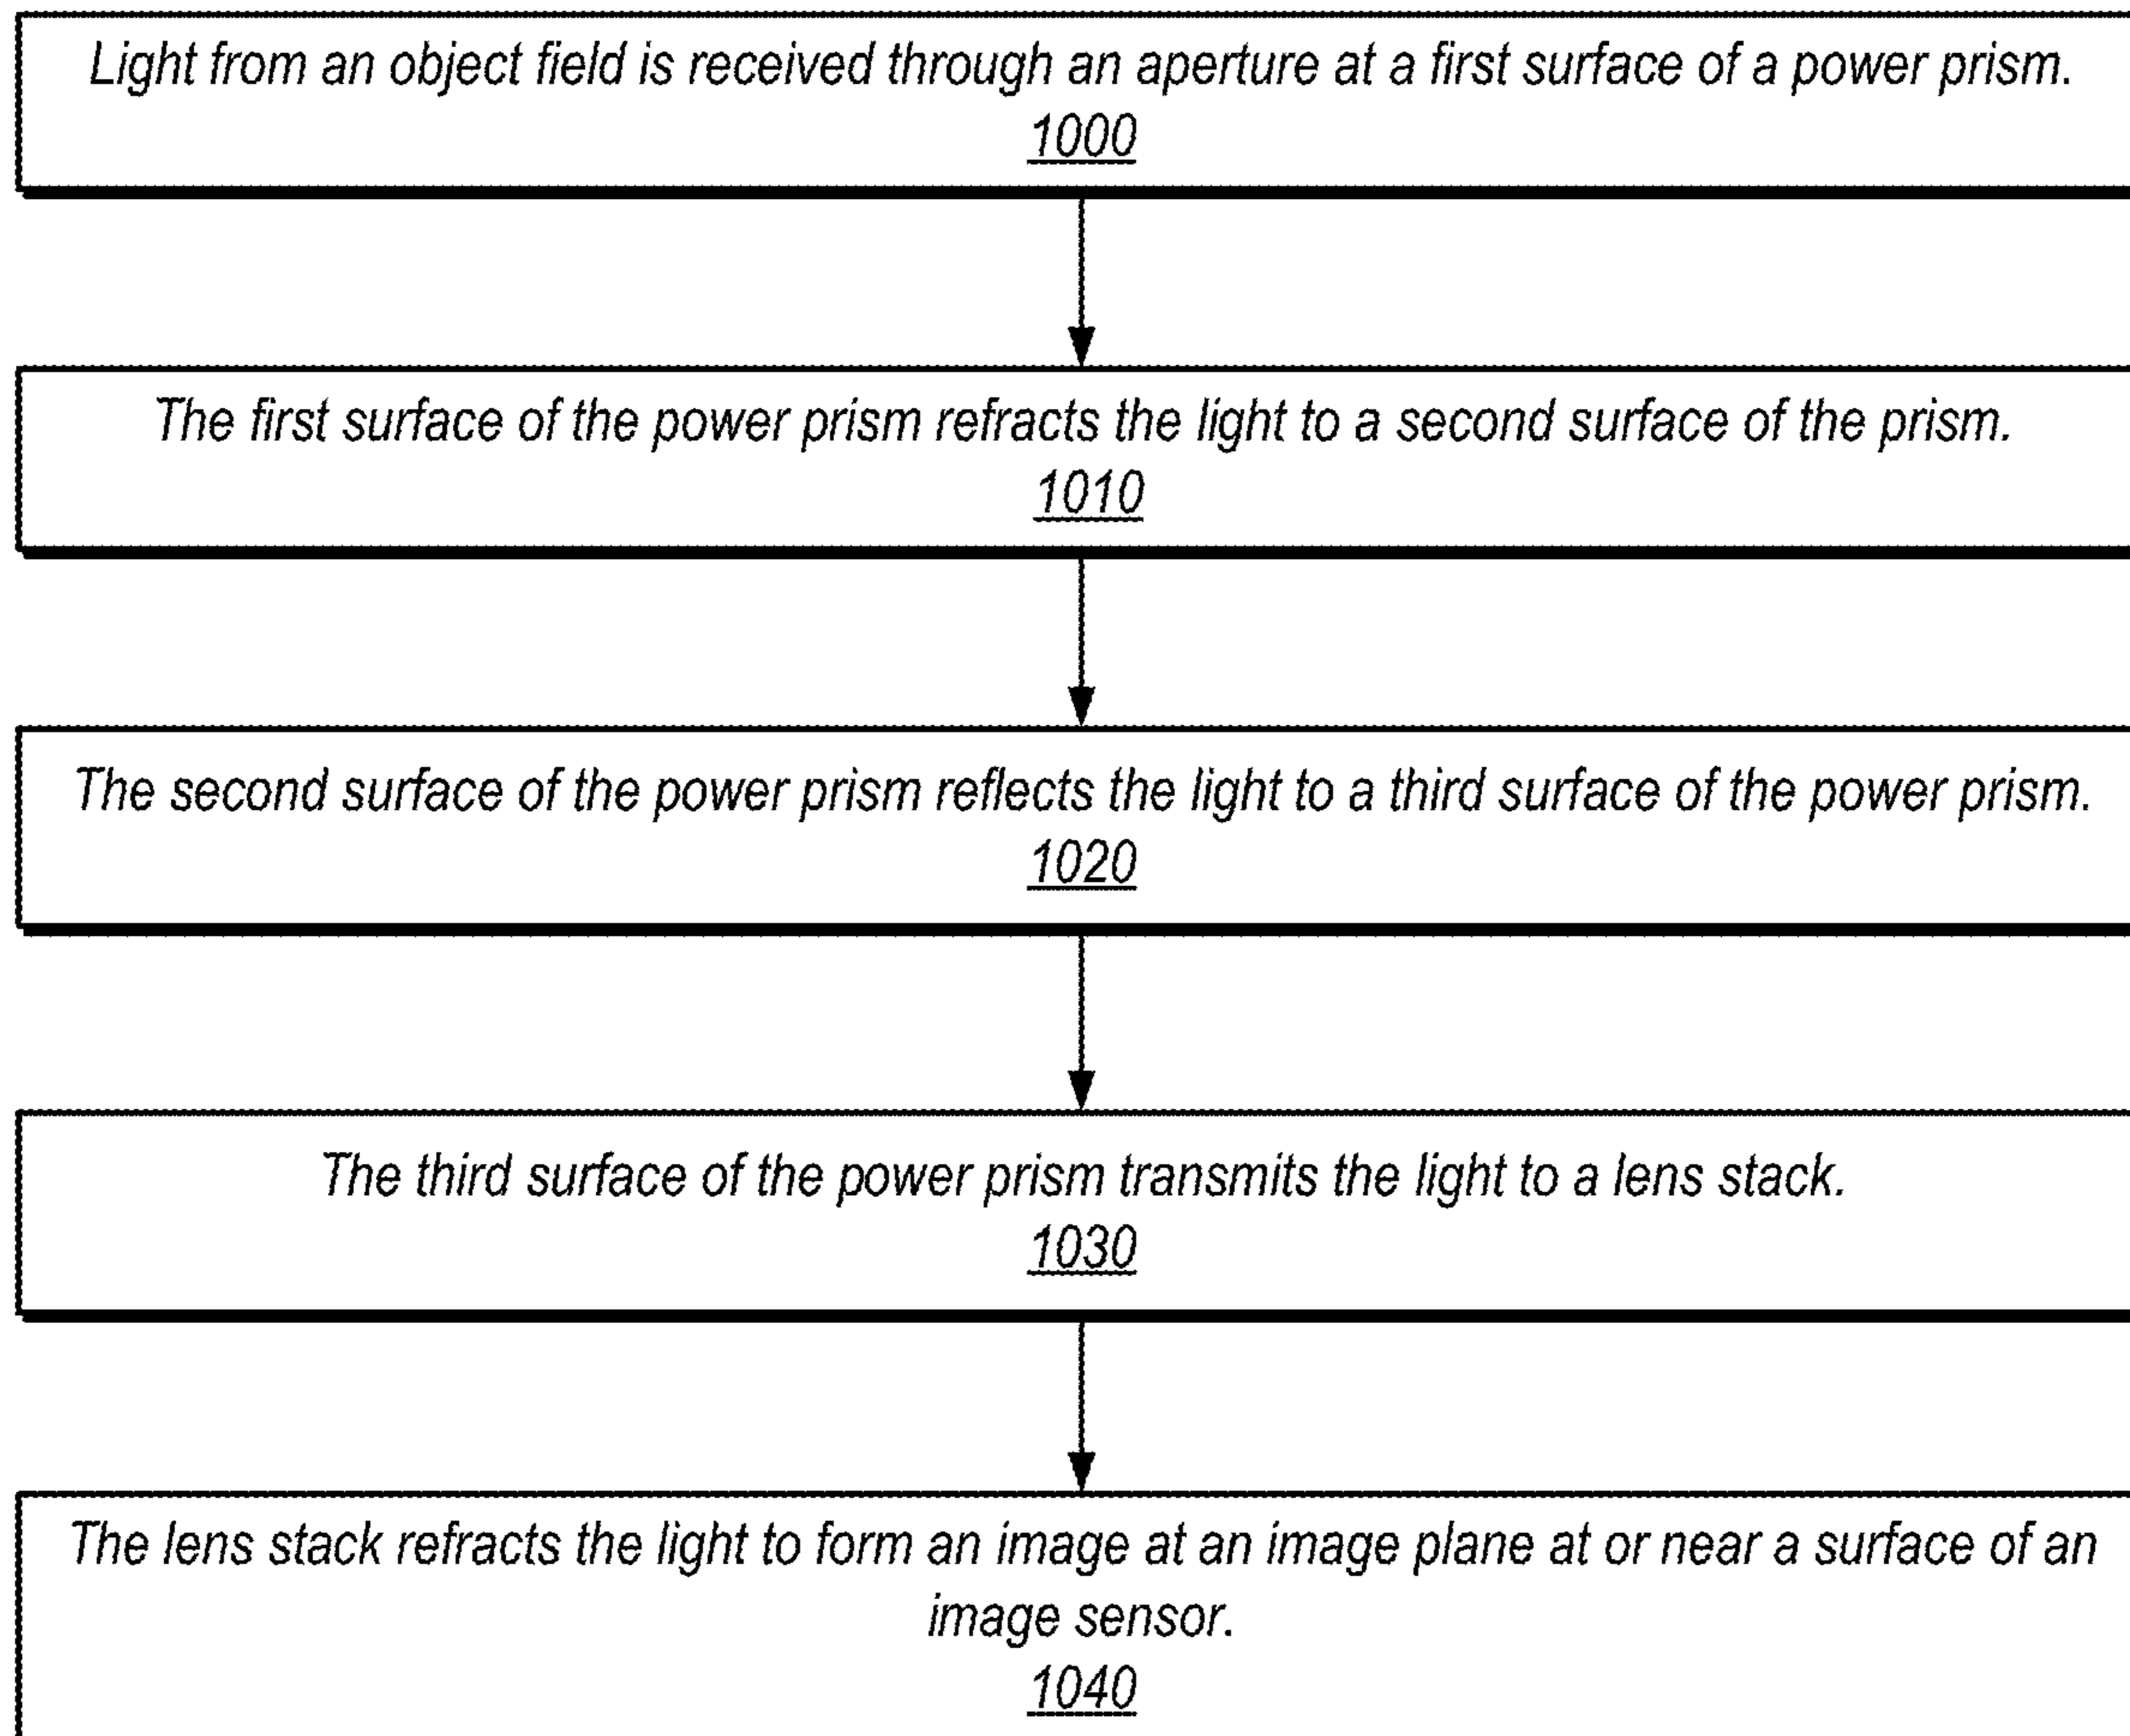 Light from an object field is received through an aperture at a first surface of a power prism.
1000
The first surface of the power prism refracts the light to a second surface of the prism.
1010
The second surface of the power prism reflects the light to a third surface of the power prism.
1020
The third surface of the power prism transmits the light to a lens stack.
1030
The lens stack refracts the light to form an image at an image plane at or near a surface of an
image sensor.
1040